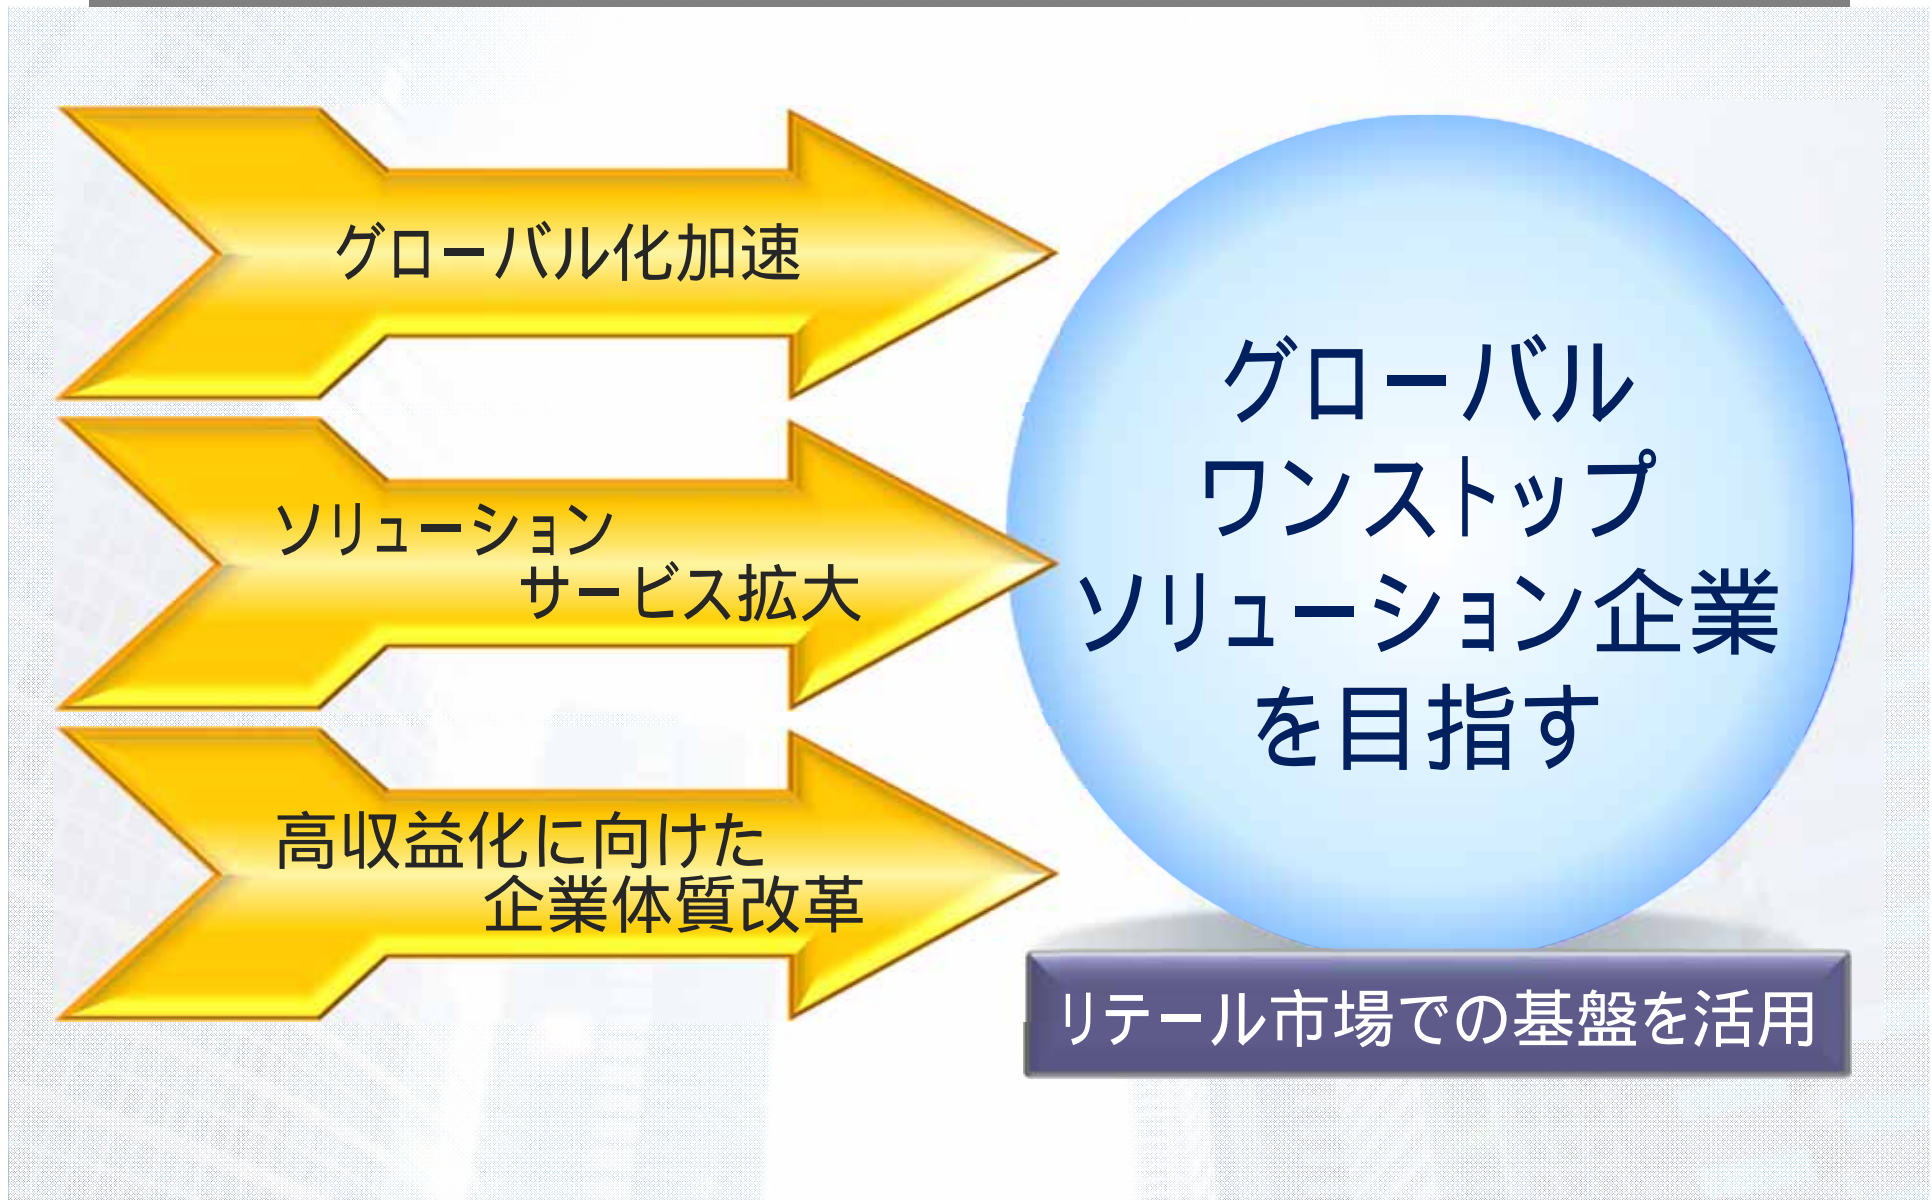 グローバル化加速
ソリューション
サービス拡大
高収益化に向けた
企業体質改革
グローバル
ワンストップ
ソリューション企業
を目指す
リテール市場での基盤を活用